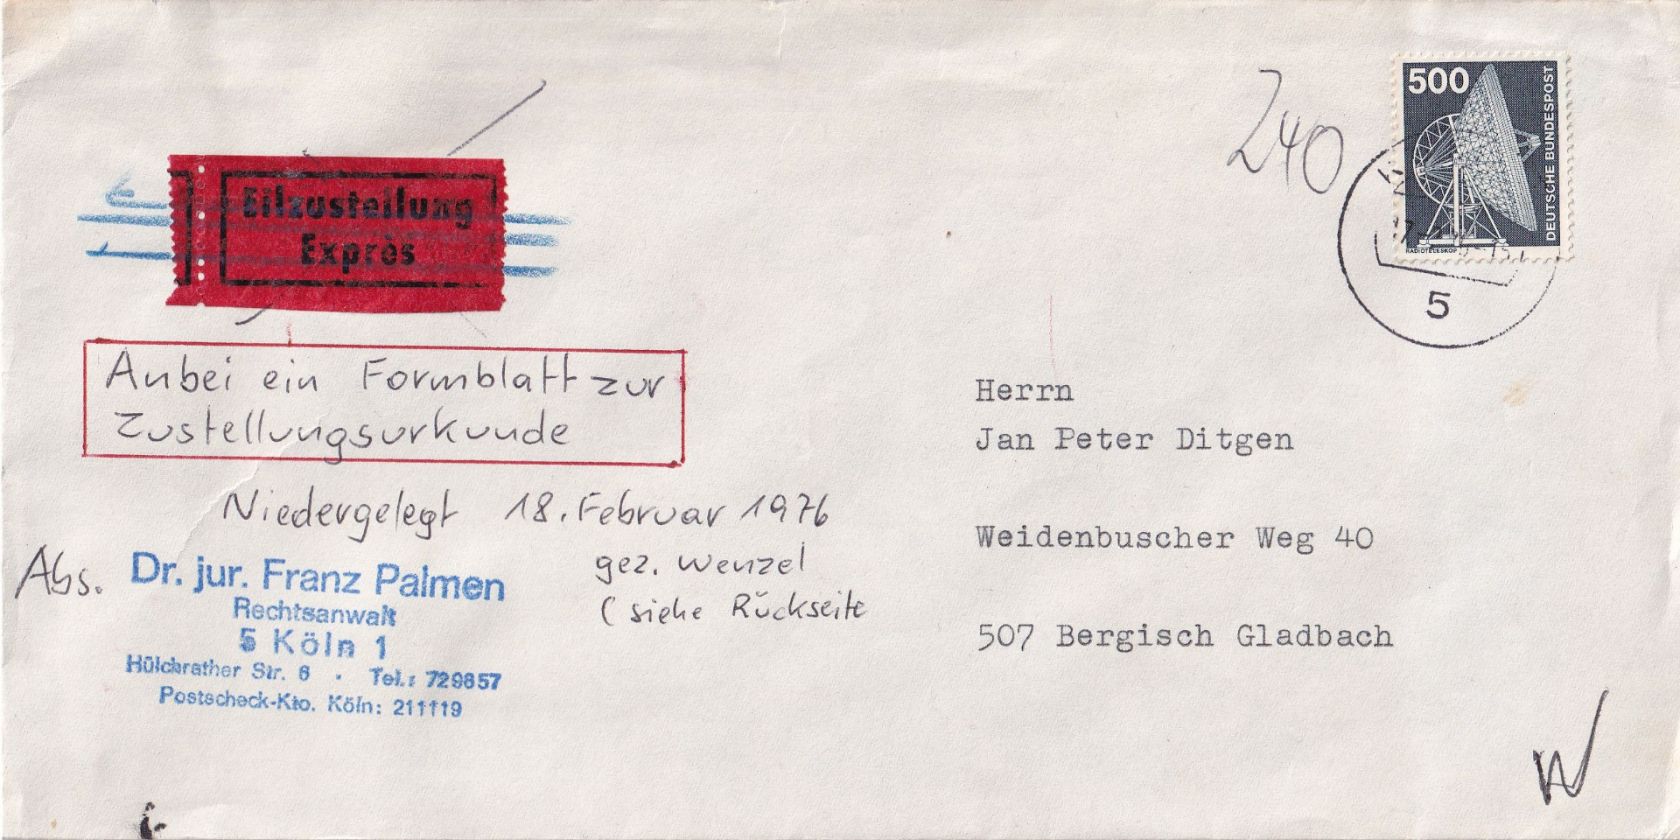 240
500
DEUTSCHE BUNDESPOST
RADIOTELESKOP
5
Eilzustellung
Exprès
Anbei ein Formblatt zur
Zustellungsurkunde
Niedergelegt 18. Februar 1976
gez. Wenzel
(siehe Rückseite
Abs.
Dr. jur. Franz Palmen
Rechtsanwalt
5 Köln 1
Hülchrather Str. 6 . Tel.: 729857
Postscheck-Kto. Köln: 211119
Herrn
Jan Peter Ditgen
Weidenbuscher Weg 40
507 Bergisch Gladbach